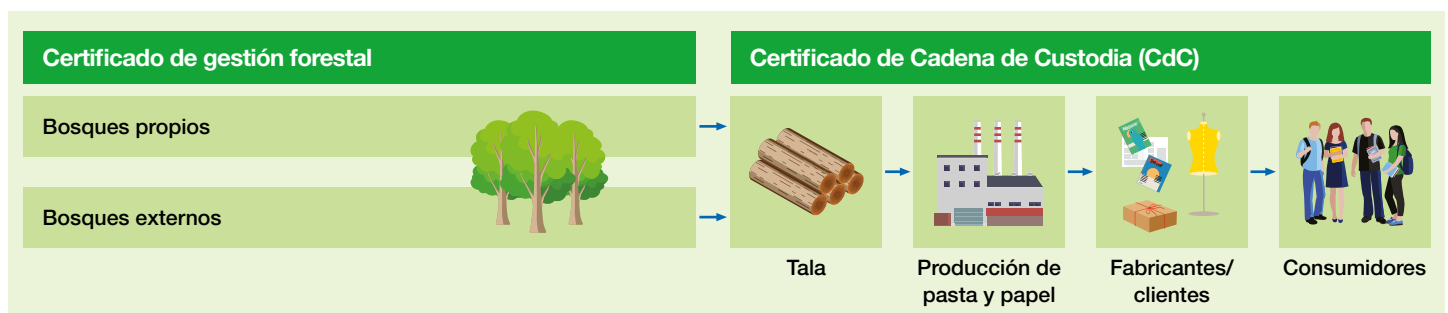 Certificado de gestión forestal
Certificado de Cadena de Custodia (CdC)
Bosques propios
Bosques externos
Tala
Producción de
pasta y papel
Fabricantes/
clientes
Consumidores